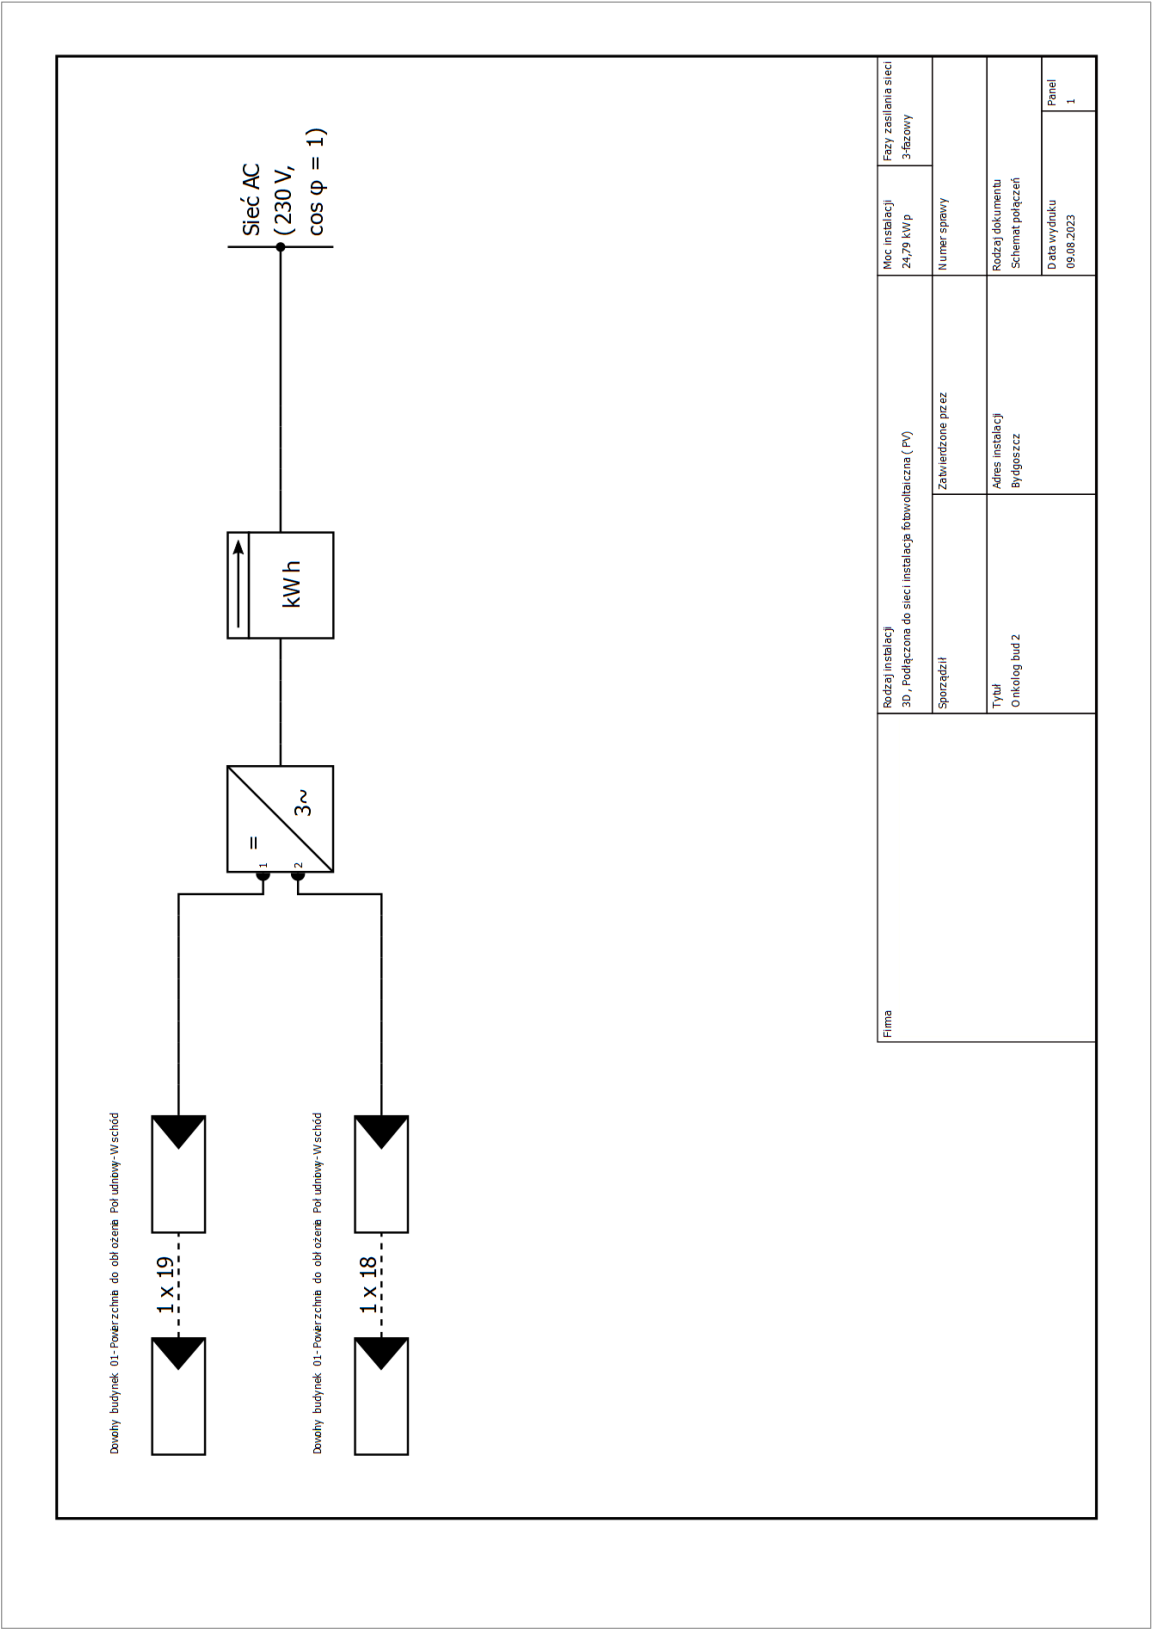 Dowolny budynek 01-Powierzchnia do obłożenia Południowy-Wschód
1 x 19
Dowolny budynek 01-Powierzchnia do obłożenia Południowy-Wschód
1 x 18
1
2
=
3~
kWh
Sieć AC
(230 V,
cos φ = 1)
Firma
Rodzaj instalacji
3D, Podłączona do sieci instalacja fotowoltaiczna (PV)
Moc instalacji
24,79 kWp
Fazy zasilania sieci
3-fazowy
Sporządził
Zatwierdzone przez
Numer sprawy
Tytuł
Onkolog bud 2
Adres instalacji
Bydgoszcz
Rodzaj dokumentu
Schemat połączeń
Data wydruku
09.08.2023
Panel
1